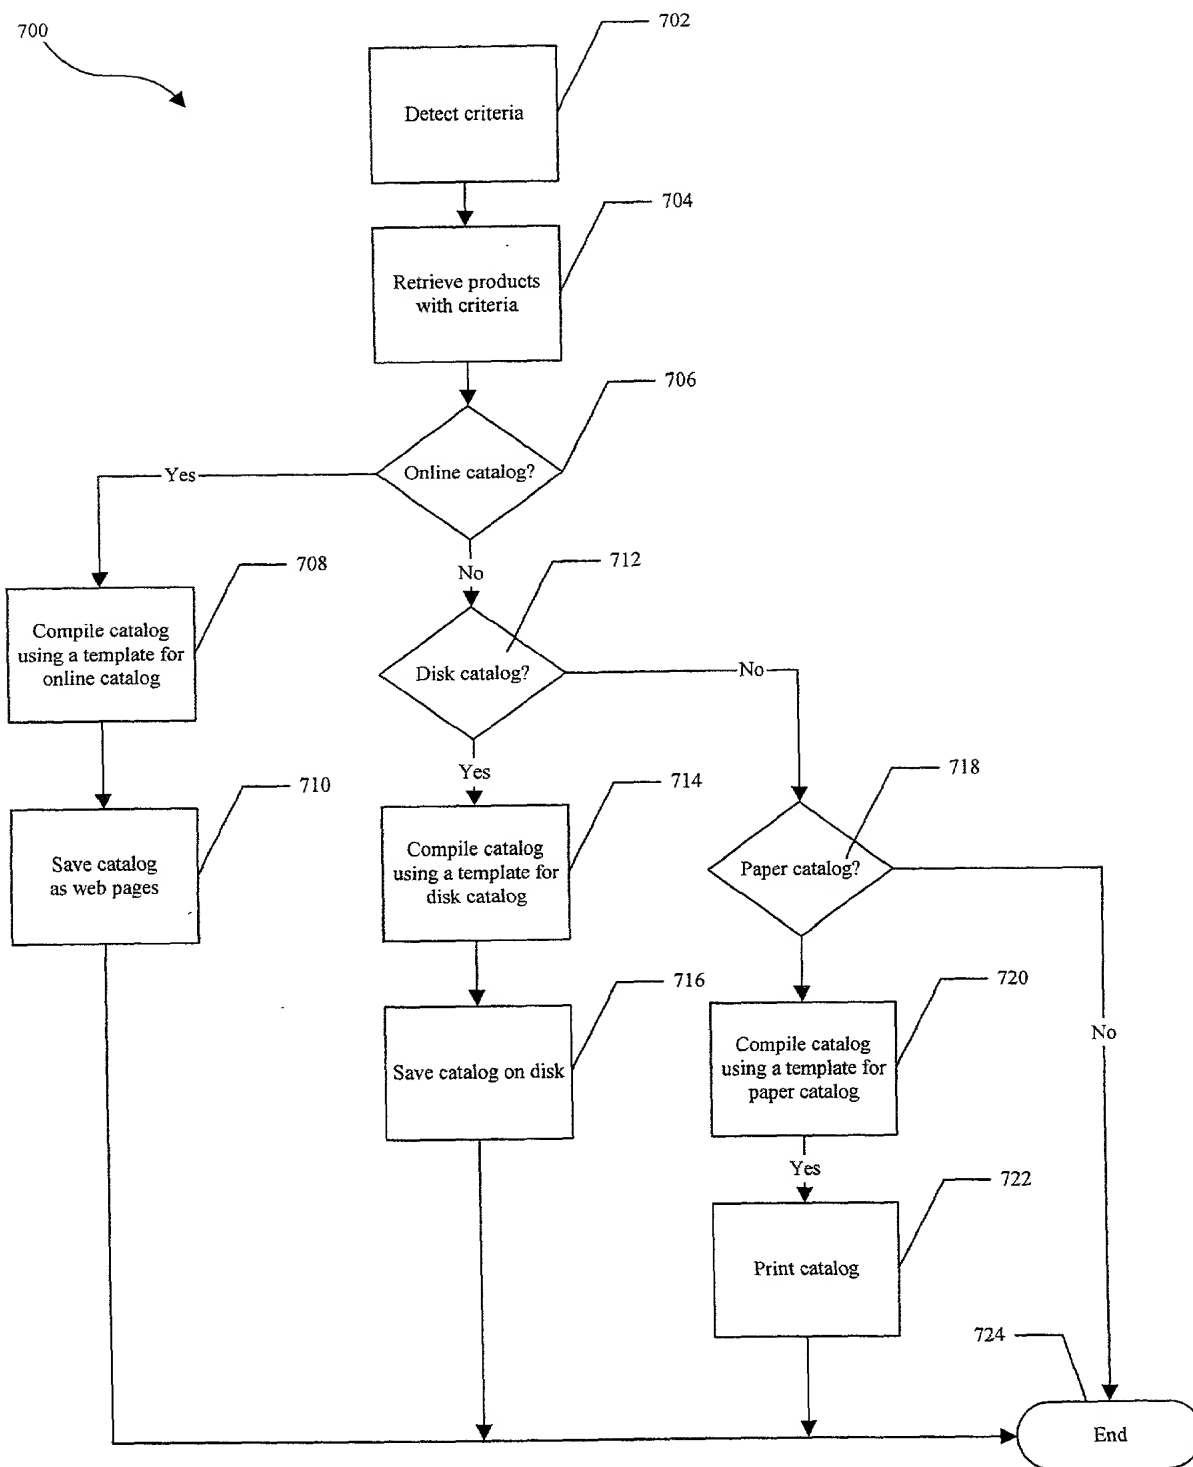 700
702
Detect criteria
704
Retrieve products
with criteria
706
Online catalog?
Yes
No
708
712
Compile catalog
using a template for
online catalog
Disk catalog?
No
Yes
710
714
718
Save catalog
as web pages
Compile catalog
using a template for
disk catalog
Paper catalog?
716
720
No
Save catalog on disk
Compile catalog
using a template for
paper catalog
Yes
722
Print catalog
724
End